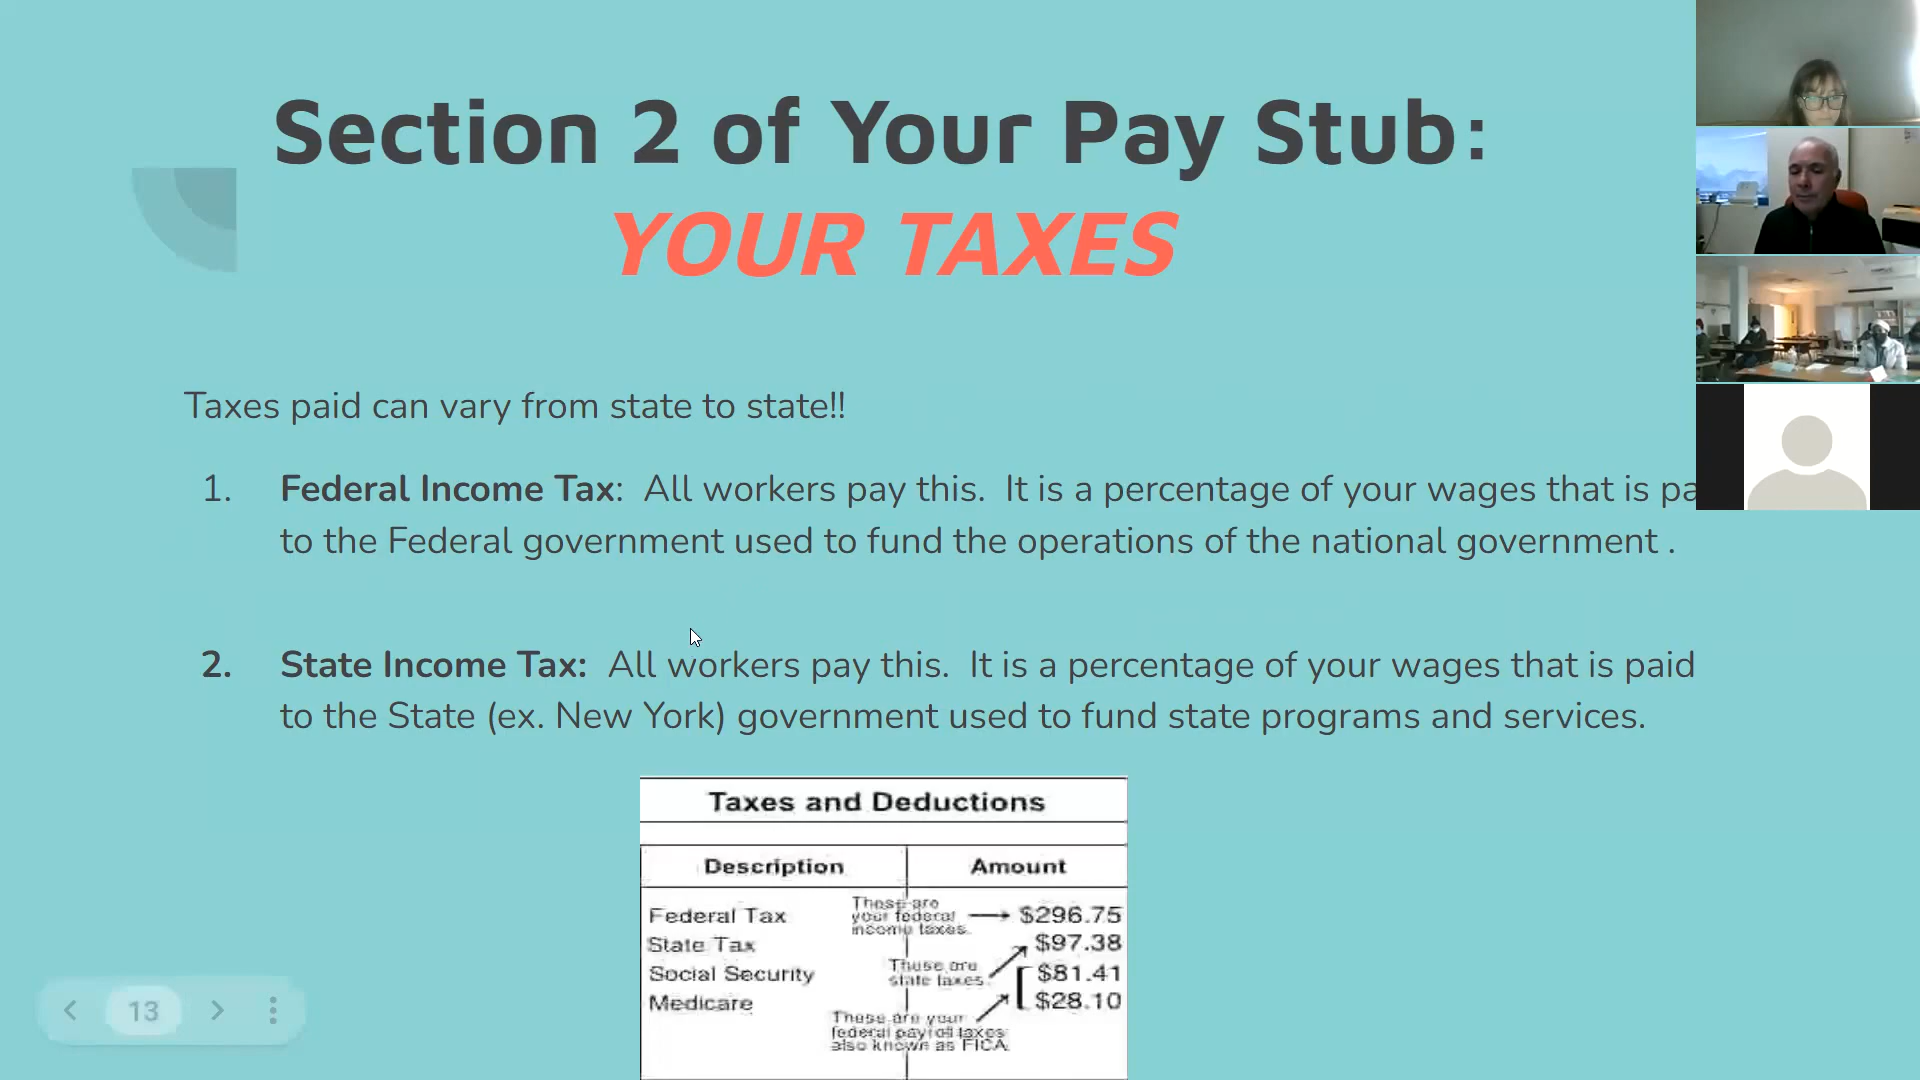 Section 2 of Your Pay Stub:
YOUR TAXES
Taxes paid can vary from state to state!!
1. Federal Income Tax: All workers pay this. It is a percentage of your wages that is pa
to the Federal government used to fund the operations of the national government .
2. State Income Tax: All workers pay this. It is a percentage of your wages that is paid
to the State (ex. New York) government used to fund state programs and services.
Taxes and Deductions
Description Amount
Federal Tax $296.75
These are
your federal
income taxes.
State Tax $97.38
These are
state taxes.
Social Security $81.41
Medicare $28.10
These are your
federal payroll taxes
also known as FICA.
13